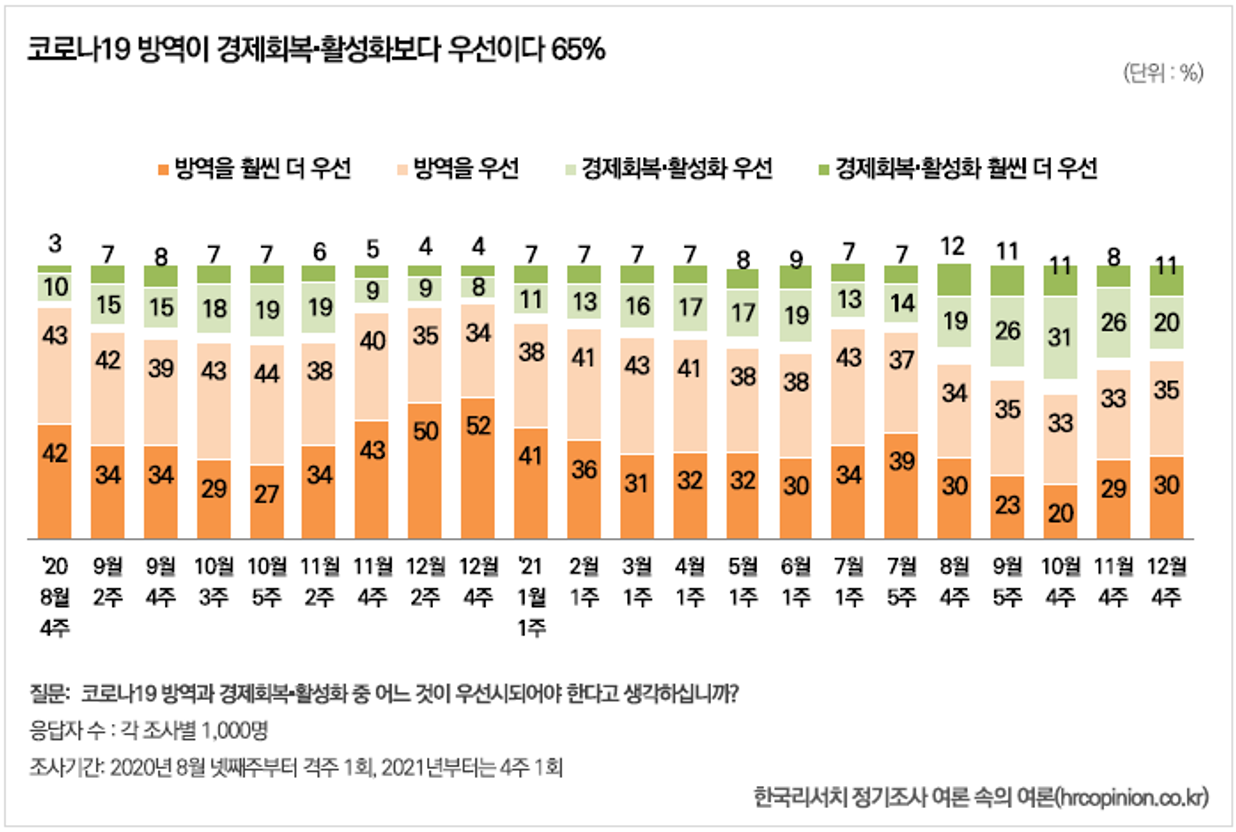 코로나19 방역이 경제회복·활성화보다 우선이다 65%
(단위 : %)
방역을 훨씬 더 우선 방역을 우선 경제회복·활성화 우선 경제회복·활성화 훨씬 더 우선
3 7 8 7 7 6 5 4 4 7 7 7 7 8 9 7 7 12 11 11 8 11
10 15 15 18 19 19 9 9 8 11 13 16 17 17 19 13 14 19 26 31 26 20
43 42 39 43 44 38 40 35 34 38 41 43 41 38 38 43 37 34 35 33 33 35
42 34 34 29 27 34 43 50 52 41 36 31 32 32 30 34 39 30 23 20 29 30
'20 9월 9월 10월 10월 11월 11월 12월 12월 '21 2월 3월 4월 5월 6월 7월 7월 8월 9월 10월 11월 12월
8월 2주 4주 3주 5주 2주 4주 2주 4주 1월 1주 1주 1주 1주 1주 1주 5주 4주 5주 4주 4주 4주
4주 1주
질문: 코로나19 방역과 경제회복·활성화 중 어느 것이 우선시되어야 한다고 생각하십니까?
응답자 수 : 각 조사별 1,000명
조사기간: 2020년 8월 넷째주부터 격주 1회, 2021년부터는 4주 1회
한국리서치 정기조사 여론 속의 여론(hrcopinion.co.kr)